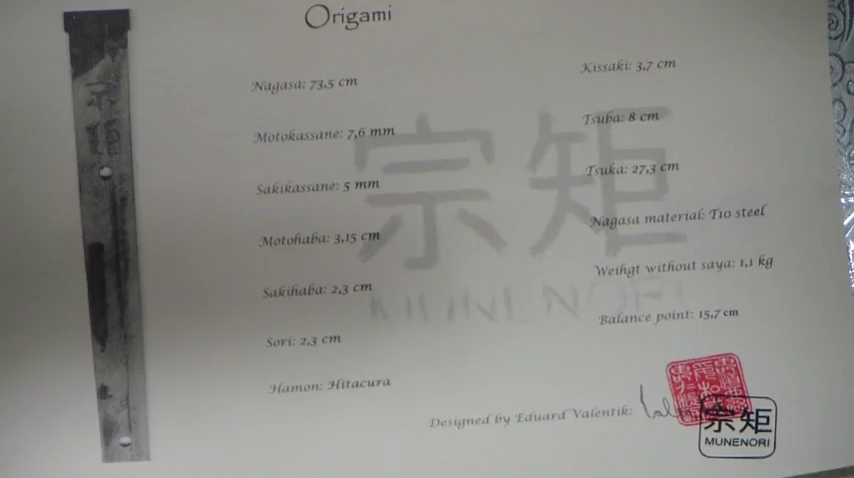 Origami
Nagasa: 73,5 cm
Motokassane: 7,6 mm
Sakikassane: 5 mm
Motohaba: 3,15 cm
Sakihaba: 2,3 cm
Sori: 2,3 cm
Hamon: Hitacura
Kissaki: 3,7 cm
Tsuba: 8 cm
Tsuka: 27,3 cm
Nagasa material: T10 steel
Weihgt without saya: 1,1 kg
Balance point: 15,7 cm
宗矩
MUNENORI
Designed by Eduard Valentik:
宗矩
MUNENORI